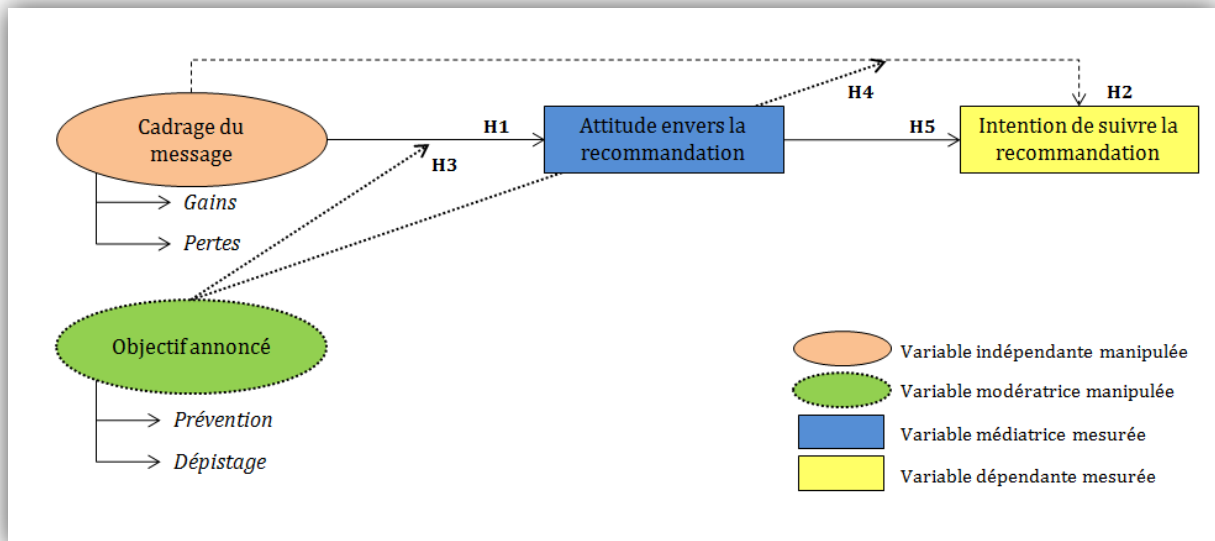 Cadrage du
message
H1
Attitude envers la
recommandation
H4
H5
H2
Intention de suivre la
recommandation
H3
Gains
Pertes
Objectif annoncé
Prévention
Dépistage
Variable indépendante manipulée
Variable modératrice manipulée
Variable médiatrice mesurée
Variable dépendante mesurée